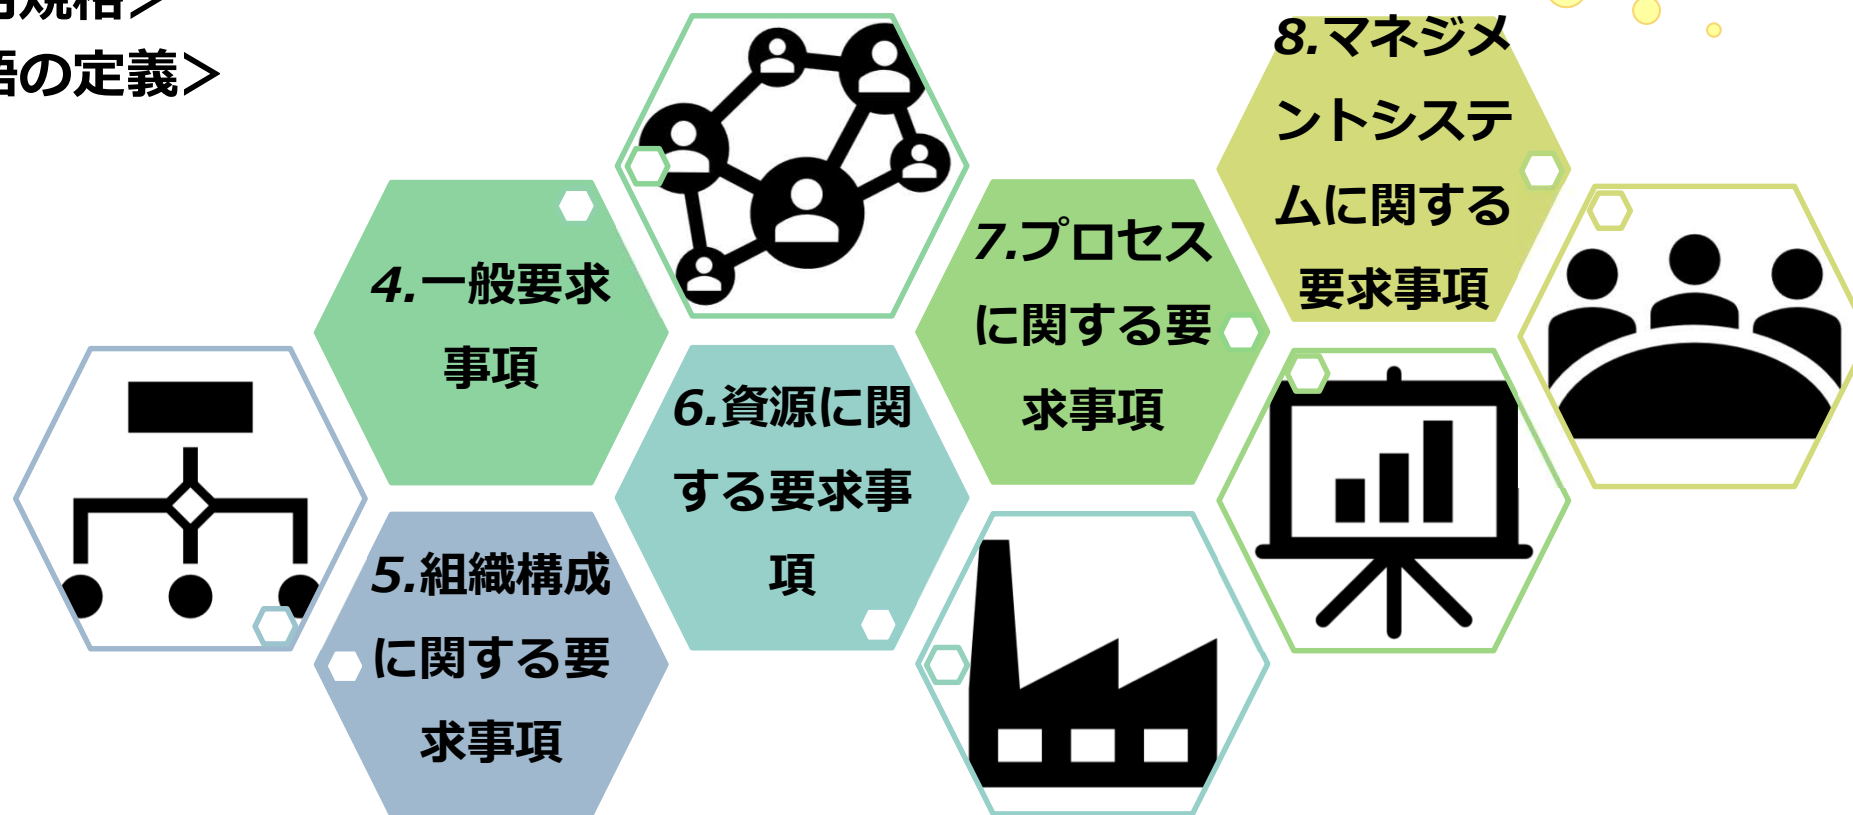 規格＞
語の定義＞
4.一般要求
事項
5.組織構成
に関する要
求事項
6.資源に関
する要求事
項
7.プロセス
に関する要
求事項
8.マネジメ
ントシステ
ムに関する
要求事項